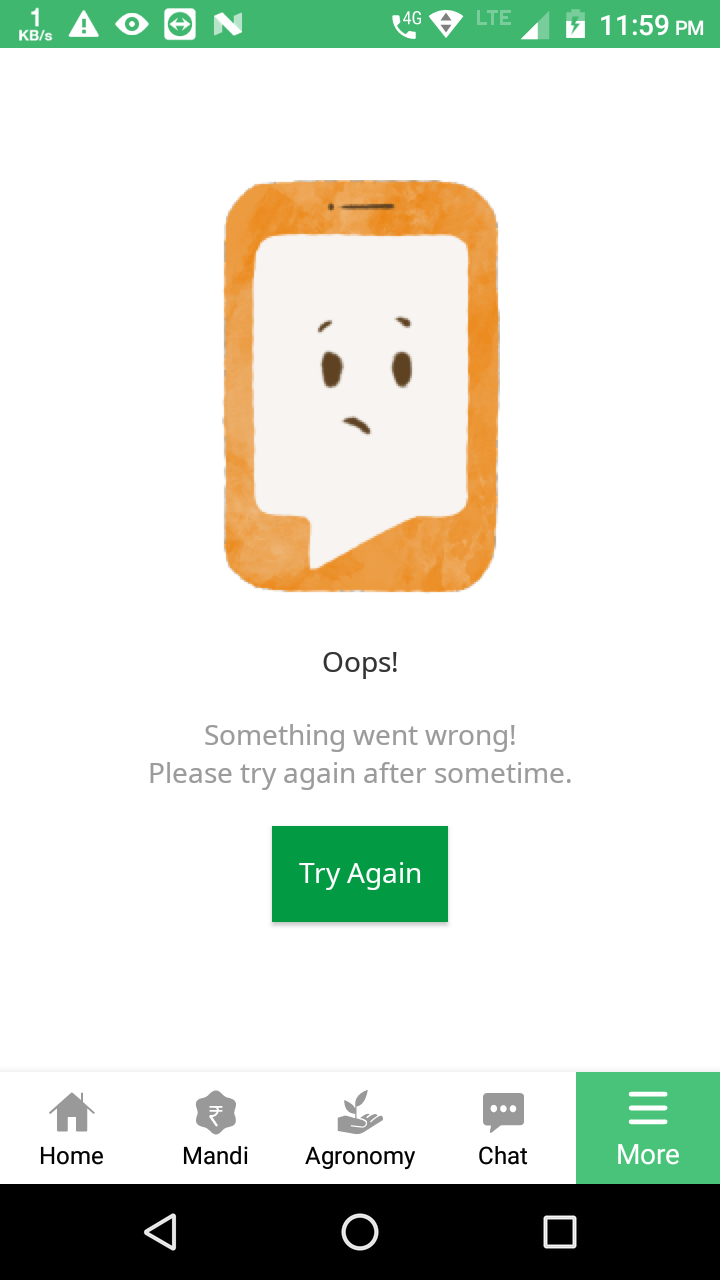 1
KB/s
4G
LTE
11:59 PM
Oops!
Something went wrong!
Please try again after sometime.
Try Again
₹
Home
Mandi
Agronomy
Chat
More